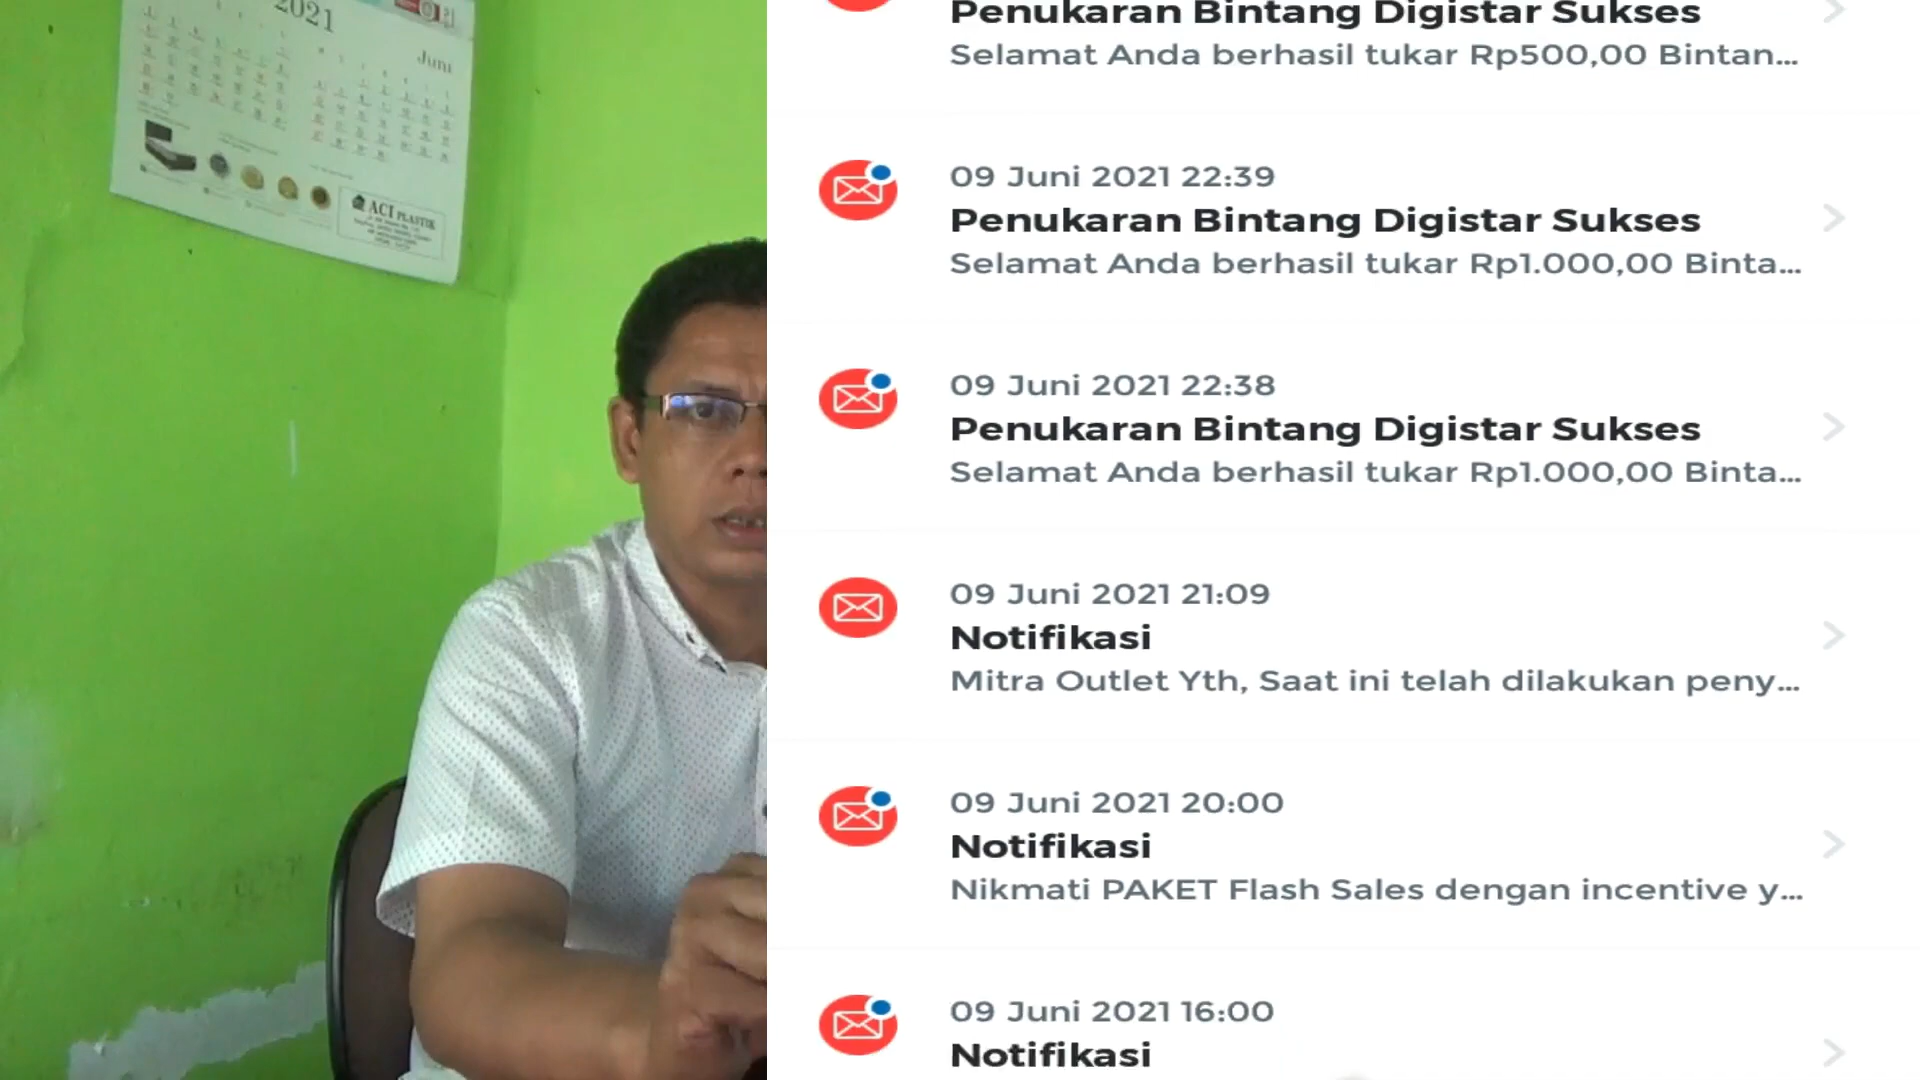 2021
Juni
ACI PLASTIK
Penukaran Bintang Digistar Sukses
Selamat Anda berhasil tukar Rp500,00 Bintan...
09 Juni 2021 22:39
Penukaran Bintang Digistar Sukses
Selamat Anda berhasil tukar Rp1.000,00 Binta...
09 Juni 2021 22:38
Penukaran Bintang Digistar Sukses
Selamat Anda berhasil tukar Rp1.000,00 Binta...
09 Juni 2021 21:09
Notifikasi
Mitra Outlet Yth, Saat ini telah dilakukan peny...
09 Juni 2021 20:00
Notifikasi
Nikmati PAKET Flash Sales dengan incentive y...
09 Juni 2021 16:00
Notifikasi